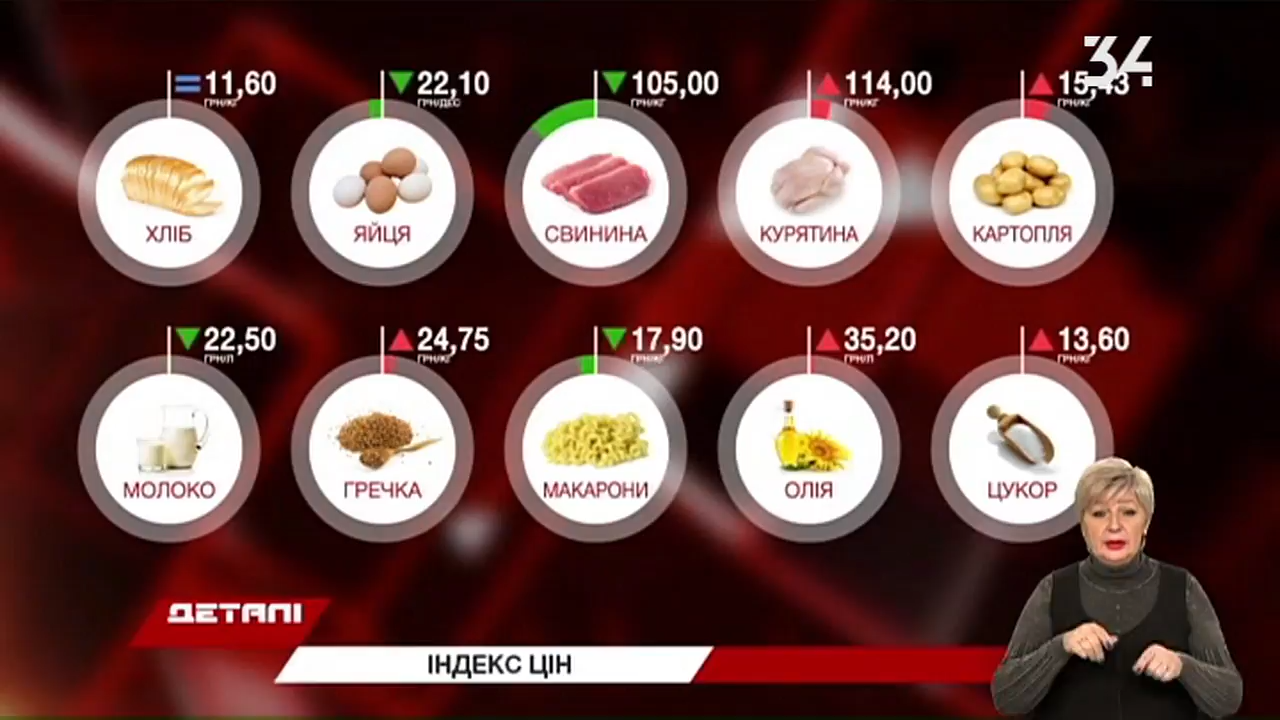 34
11,60
ГРН/КГ
ХЛІБ
22,10
ГРН/ДЕС
ЯЙЦЯ
105,00
ГРН/КГ
СВИНИНА
114,00
ГРН/КГ
КУРЯТИНА
15,43
ГРН/КГ
КАРТОПЛЯ
22,50
ГРН/Л
МОЛОКО
24,75
ГРН/КГ
ГРЕЧКА
17,90
ГРН/КГ
МАКАРОНИ
35,20
ГРН/Л
ОЛІЯ
13,60
ГРН/КГ
ЦУКОР
ДЕТАЛІ
ІНДЕКС ЦІН